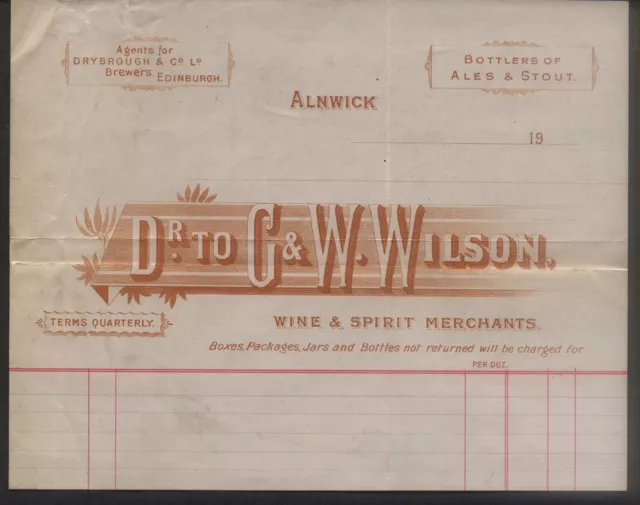 Agents for
DRYBROUGH & Co Ld
Brewers EDINBURGH.
BOTTLERS OF
ALES & STOUT.
ALNWICK
19
Dr. TO G & W. WILSON.
TERMS QUARTERLY.
WINE & SPIRIT MERCHANTS.
Boxes, Packages, Jars and Bottles not returned will be charged for
PER DOZ.